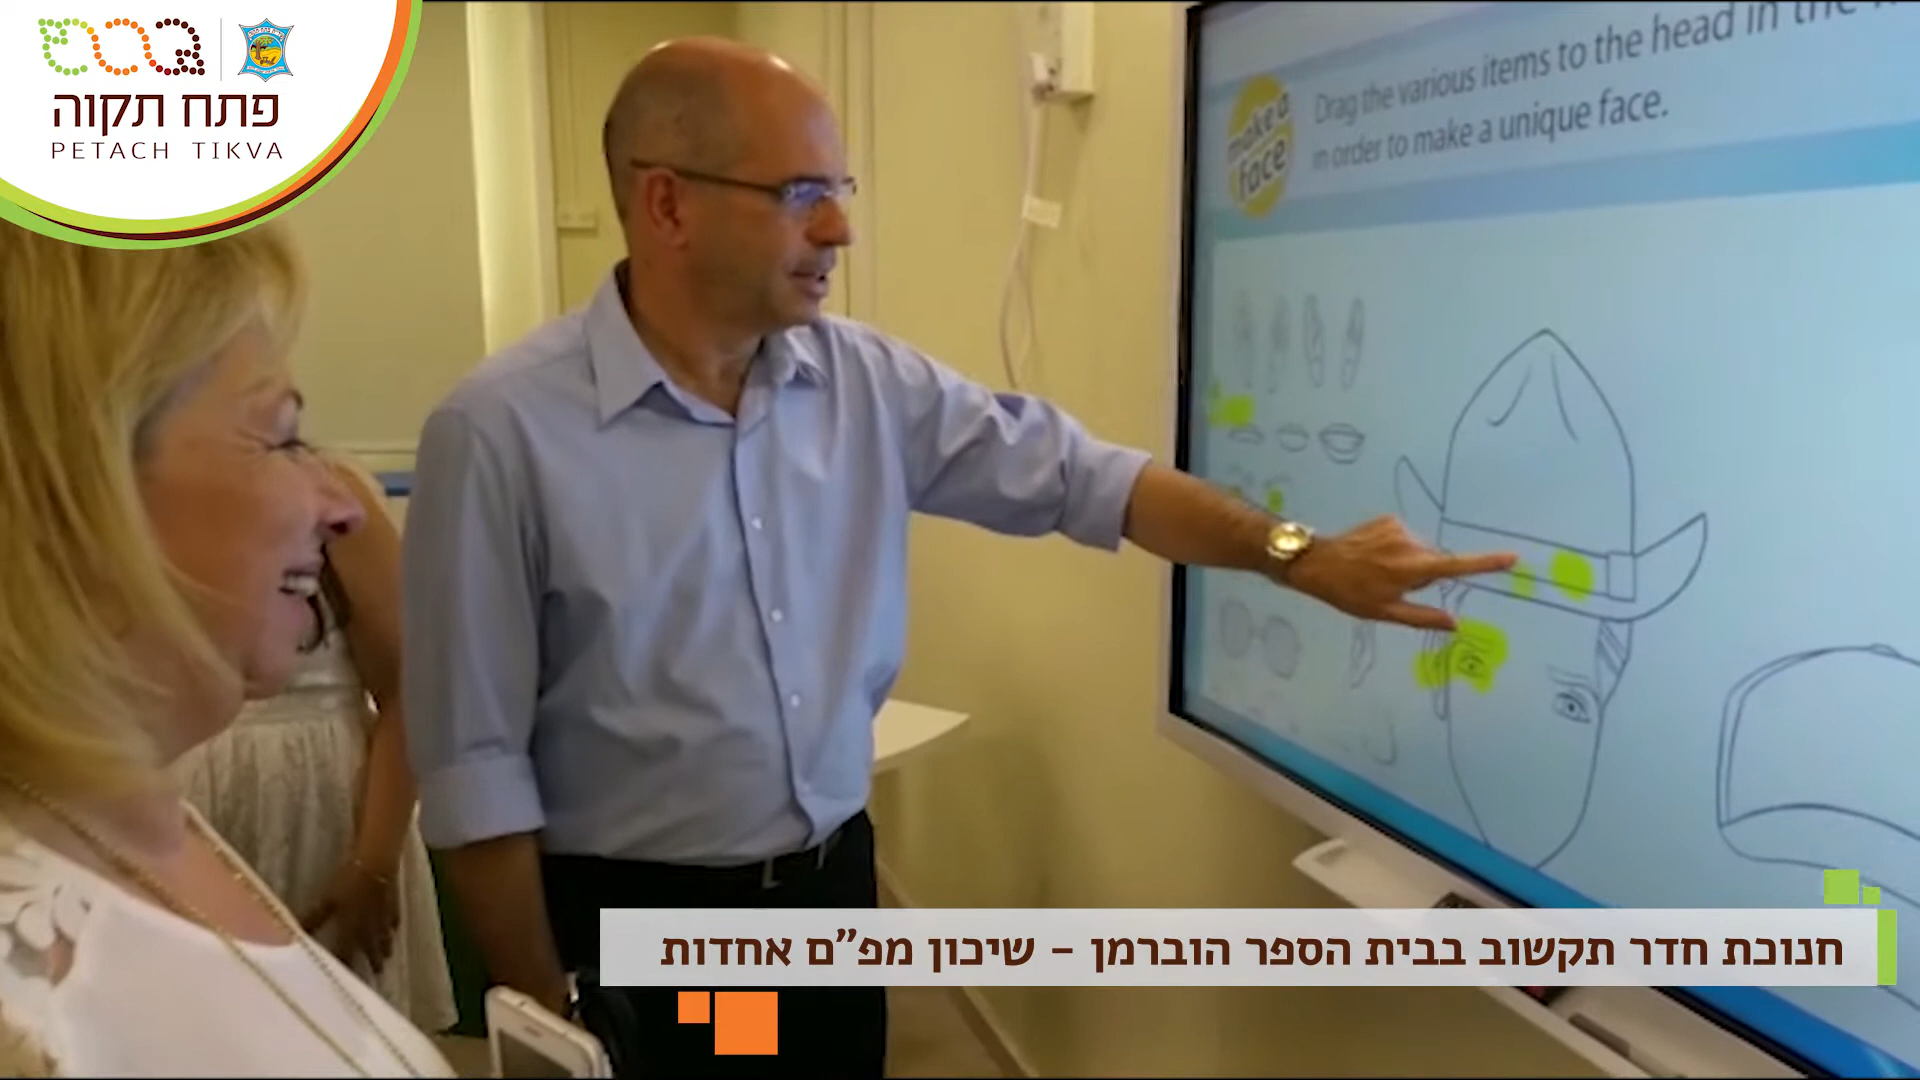 פתח תקוה
PETACH TIKVA
Drag the various items to the head in the
in order to make a unique face.
make a
face
חנוכת חדר תקשוב בבית הספר הוברמן - שיכון מפ"ם אחדות